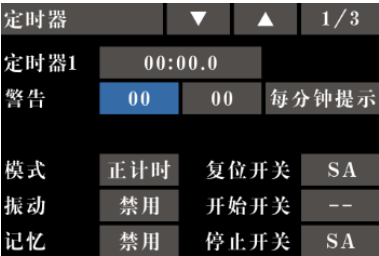 定时器 ▼ ▲ 1/3
定时器1 00:00.0
警告 00 00 每分钟提示
模式 正计时 复位开关 SA
振动 禁用 开始开关 --
记忆 禁用 停止开关 SA